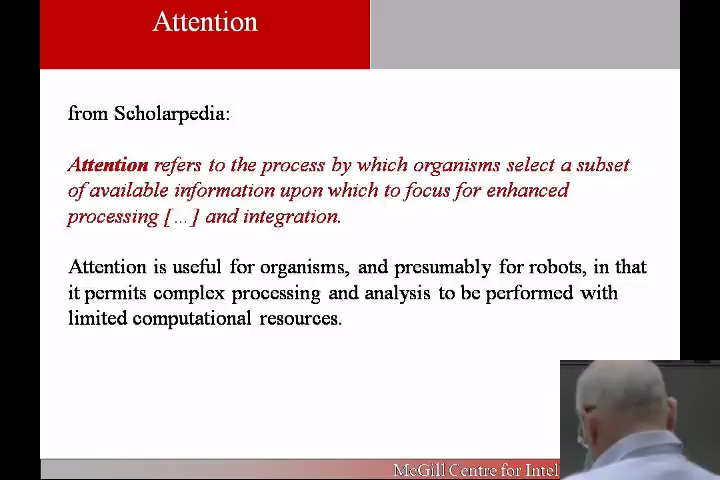 Attention
from Scholarpedia:
Attention refers to the process by which organisms select a subset
of available information upon which to focus for enhanced
processing [...] and integration.
Attention is useful for organisms, and presumably for robots, in that
it permits complex processing and analysis to be performed with
limited computational resources.
McGill Centre for Intel